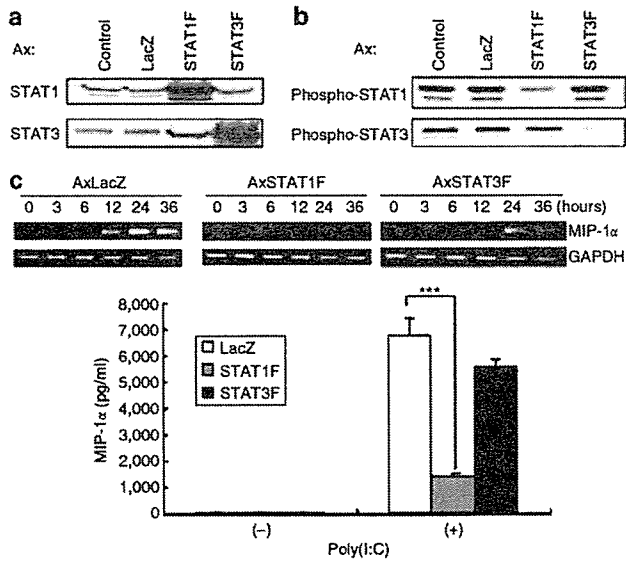 a
Ax:
Control
LacZ
STAT1F
STAT3F
STAT1
STAT3
b
Ax:
Control
LacZ
STAT1F
STAT3F
Phospho-STAT1
Phospho-STAT3
c
AxLacZ
AxSTAT1F
AxSTAT3F
0 3 6 12 24 36
0 3 6 12 24 36
0 3 6 12 24 36 (hours)
MIP-1α
GAPDH
8,000
7,000
6,000
5,000
4,000
3,000
2,000
1,000
0
MIP-1α (pg/ml)
LacZ
STAT1F
STAT3F
***
(–)
(+)
Poly(I:C)